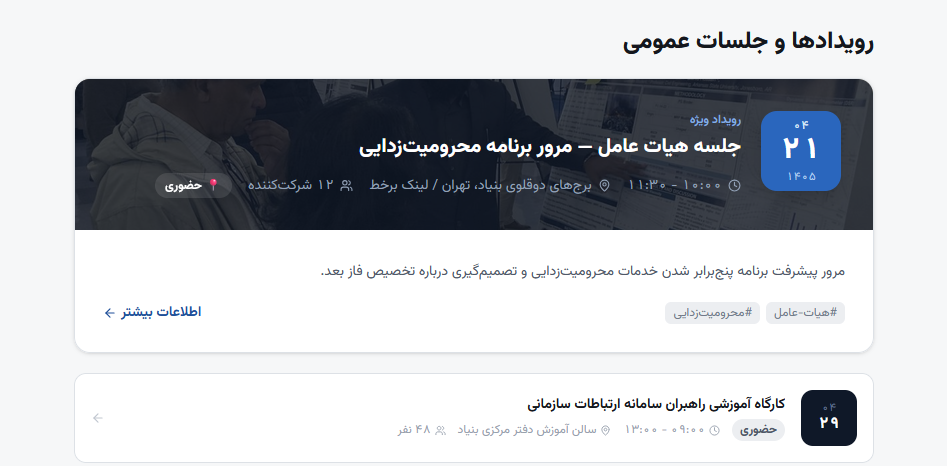 رویدادها و جلسات عمومی
۰۴
۲۱
۱۴۰۵
رویداد ویژه
جلسه هیات عامل — مرور برنامه محرومیت‌زدایی
۱۰:۰۰ - ۱۱:۳۰ برج‌های دوقلوی بنیاد، تهران / لینک برخط ۱۲ شرکت‌کننده حضوری
مرور پیشرفت برنامه پنج‌برابر شدن خدمات محرومیت‌زدایی و تصمیم‌گیری درباره تخصیص فاز بعد.
#هیات-عامل #محرومیت‌زدایی
اطلاعات بیشتر ←
۰۴
۲۹
کارگاه آموزشی راهبران سامانه ارتباطات سازمانی
حضوری ۰۹:۰۰ - ۱۳:۰۰ سالن آموزش دفتر مرکزی بنیاد ۴۸ نفر